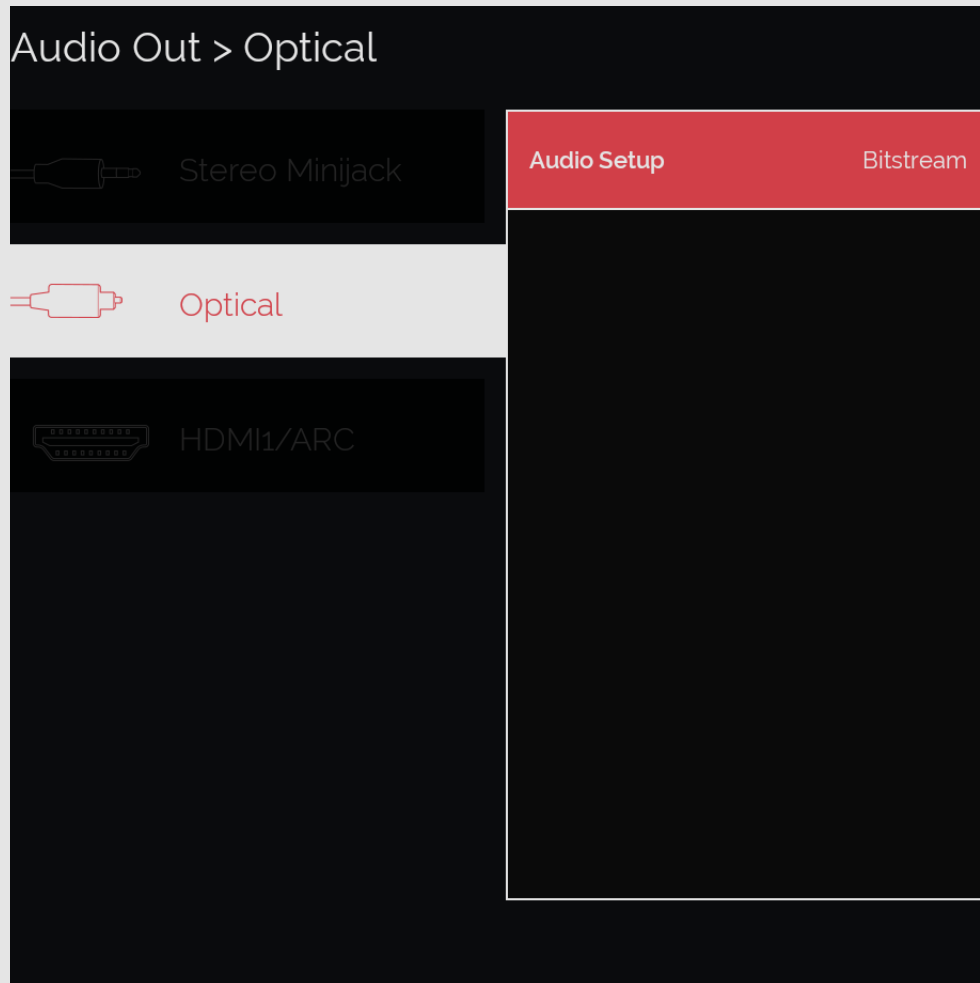 Audio Out > Optical
Stereo Minijack
Optical
HDMI1/ARC
Audio Setup Bitstream